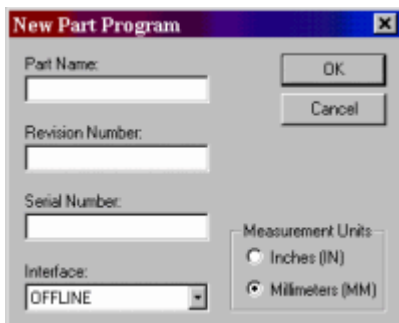 New Part Program
Part Name:
OK
Cancel
Revision Number:
Serial Number:
Measurement Units
Inches (IN)
Interface:
OFFLINE
Millimeters (MM)